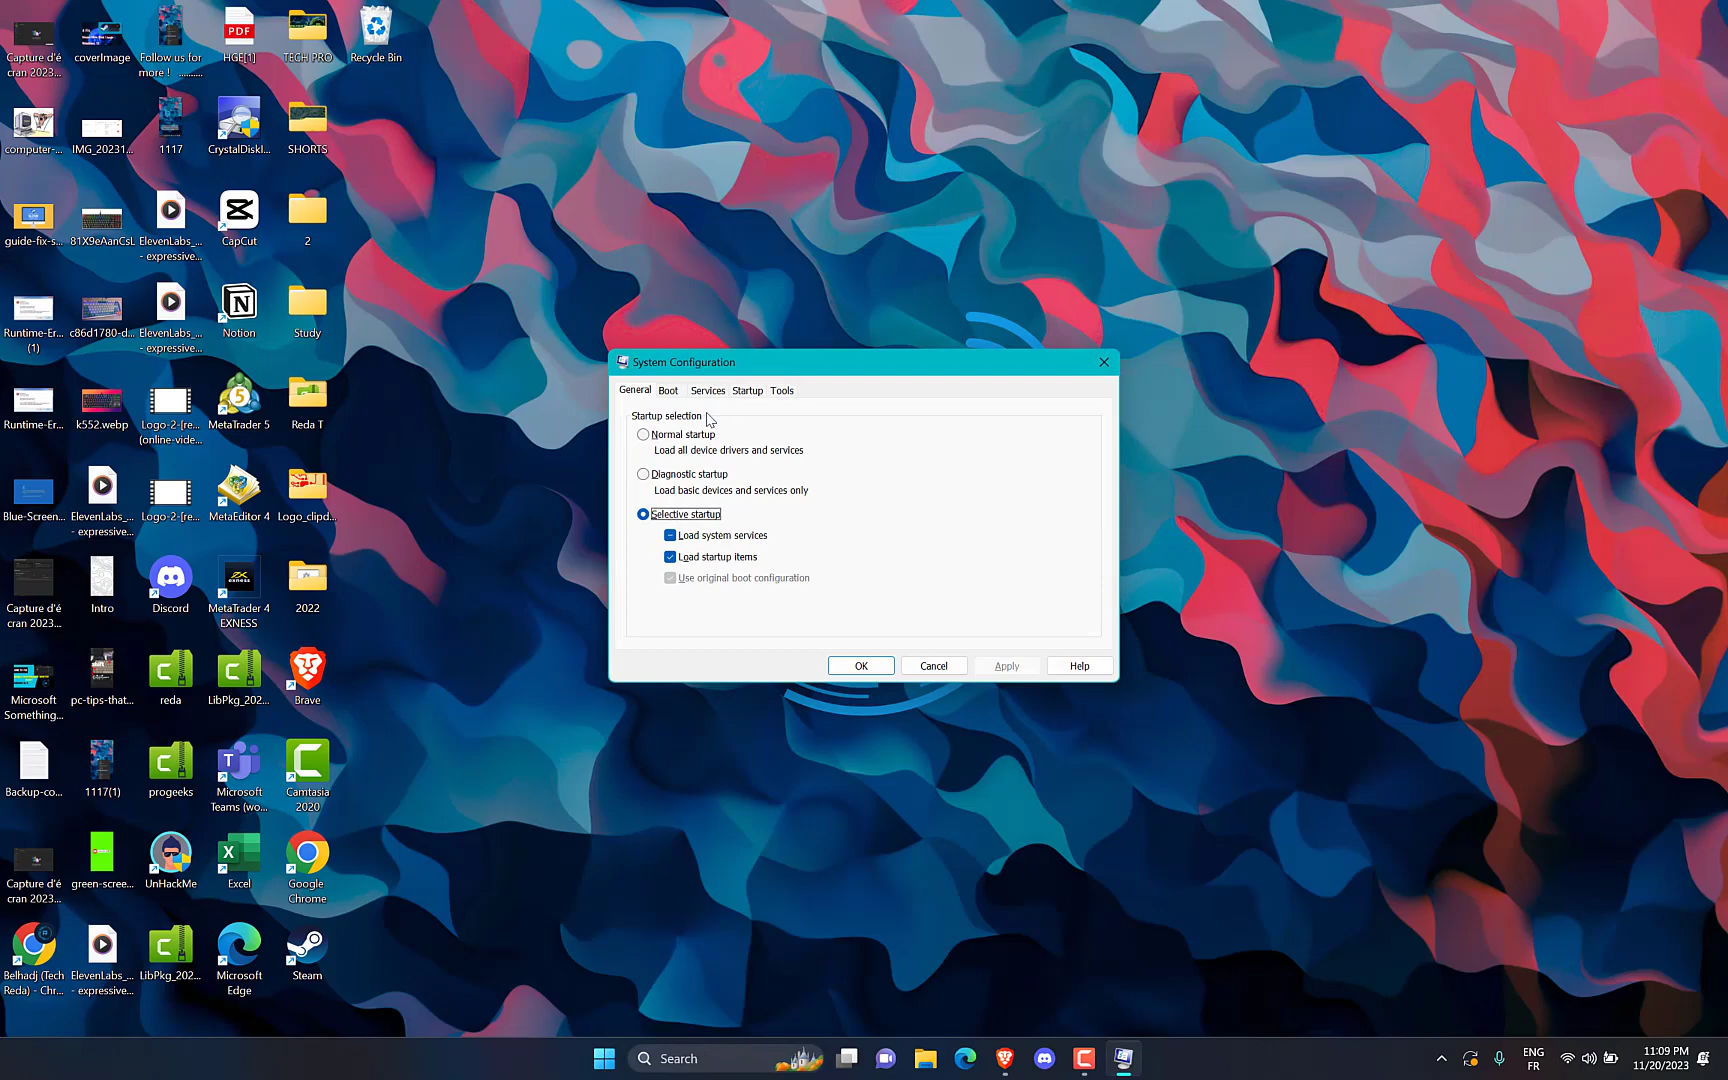 Capture d'é
cran 2023...
coverImage
Follow us for
more ! ..........
HGE[1]
TECH PRO
Recycle Bin
computer-...
IMG_20231...
1117
CrystalDiskI...
SHORTS
guide-fix-s...
81X9eAanCsL
ElevenLabs_...
- expressive...
CapCut
2
Runtime-Er...
(1)
c86d1780-d...
ElevenLabs_...
- expressive...
Notion
Study
Runtime-Er...
k552.webp
Logo-2-[re...
(online-vide...
MetaTrader 5
Reda T
Blue-Screen...
ElevenLabs_...
- expressive...
Logo-2-[re...
MetaEditor 4
Logo_clipd...
Capture d'é
cran 2023...
Intro
Discord
MetaTrader 4
EXNESS
2022
Microsoft
Something...
pc-tips-that...
reda
LibPkg_202...
Brave
Backup-co...
1117(1)
progeeks
Microsoft
Teams (wo...
Camtasia
2020
Capture d'é
cran 2023...
green-scree...
UnHackMe
Excel
Google
Chrome
Belhadj (Tech
Reda) - Chr...
ElevenLabs_...
- expressive...
LibPkg_202...
Microsoft
Edge
Steam
PDF
exness
shift
System Configuration
General Boot Services Startup Tools
Startup selection
Normal startup
Load all device drivers and services
Diagnostic startup
Load basic devices and services only
Selective startup
Load system services
Load startup items
Use original boot configuration
OK Cancel Apply Help
Search
ENG
FR
11:09 PM
11/20/2023